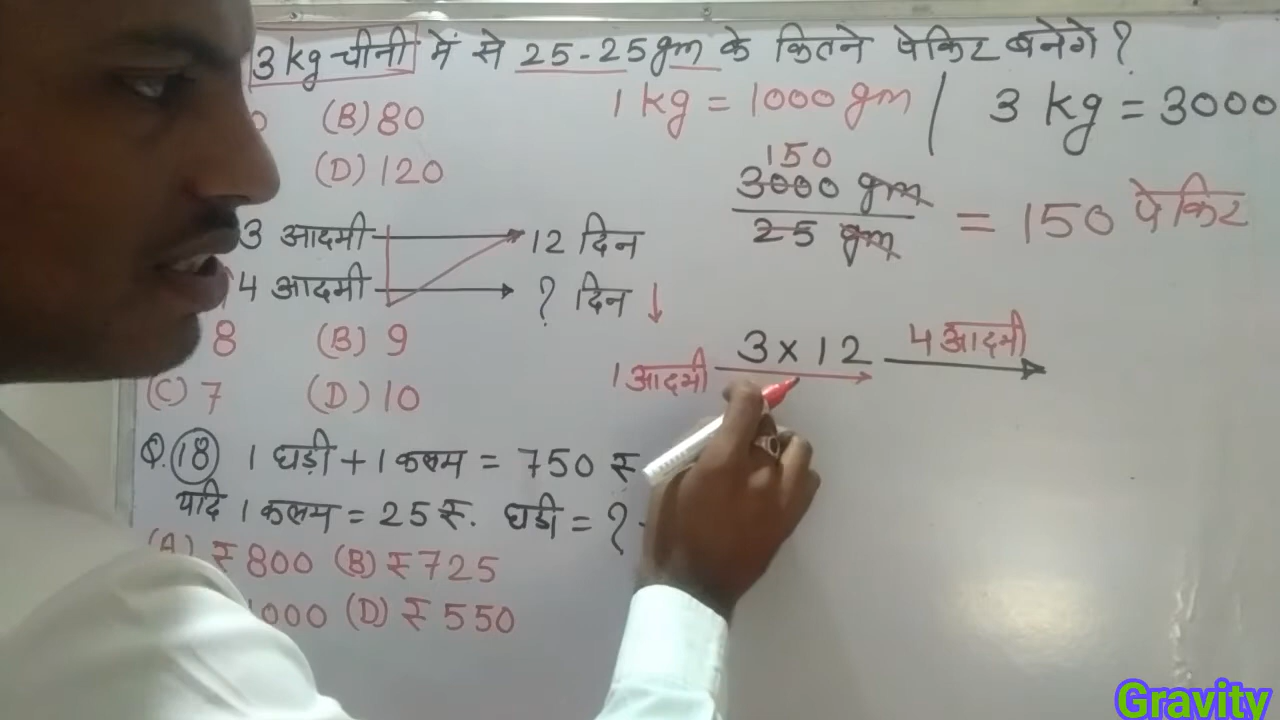 3 kg चीनी में से 25-25 gm के कितने पेकिट बनेगे ?
(B) 80
(D) 120
1 kg = 1000 gm / 3 kg = 3000
150
3000 gm
25 gm
= 150 पेकिट
3 आदमी 12 दिन
4 आदमी ? दिन ↓
8 (B) 9
(C) 7 (D) 10
1 आदमी 3 x 12 4 आदमी
Q.18 1 घड़ी + 1 कलम = 750 रु
यदि 1 कलम = 25 रु. घड़ी = ?
(A) ₹ 800 (B) ₹ 725
1000 (D) ₹ 550
Gravity